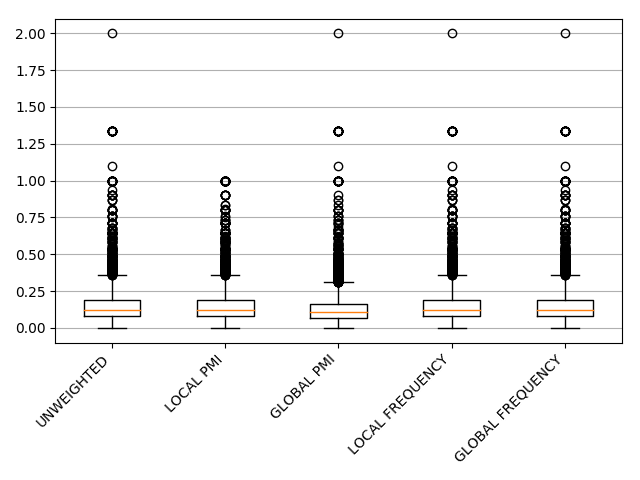 2.00
1.75
1.50
1.25
1.00
0.75
0.50
0.25
0.00
UNWEIGHTED
LOCAL PMI
GLOBAL PMI
LOCAL FREQUENCY
GLOBAL FREQUENCY